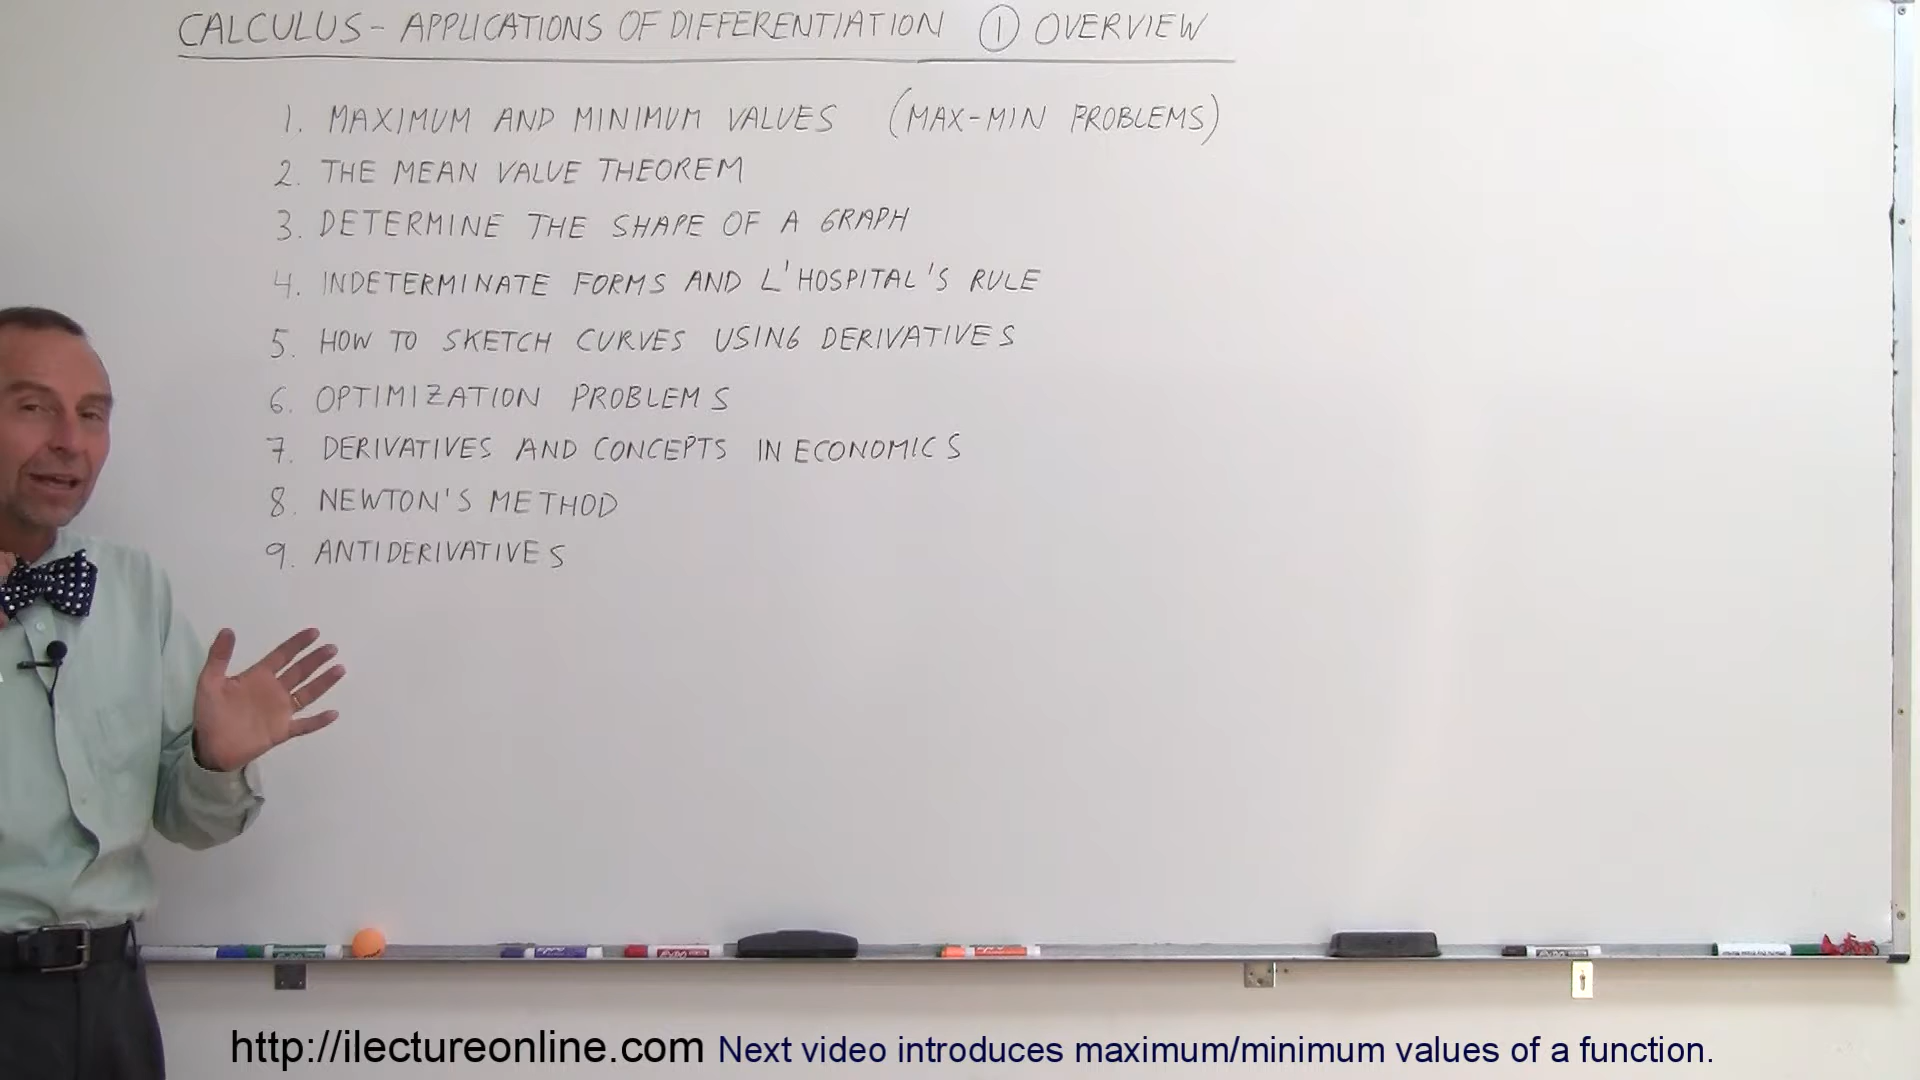 CALCULUS - APPLICATIONS OF DIFFERENTIATION ① OVERVIEW
1. MAXIMUM AND MINIMUM VALUES (MAX-MIN PROBLEMS)
2. THE MEAN VALUE THEOREM
3. DETERMINE THE SHAPE OF A GRAPH
4. INDETERMINATE FORMS AND L'HOSPITAL'S RULE
5. HOW TO SKETCH CURVES USING DERIVATIVES
6. OPTIMIZATION PROBLEMS
7. DERIVATIVES AND CONCEPTS IN ECONOMICS
8. NEWTON'S METHOD
9. ANTIDERIVATIVES
http://ilectureonline.com Next video introduces maximum/minimum values of a function.